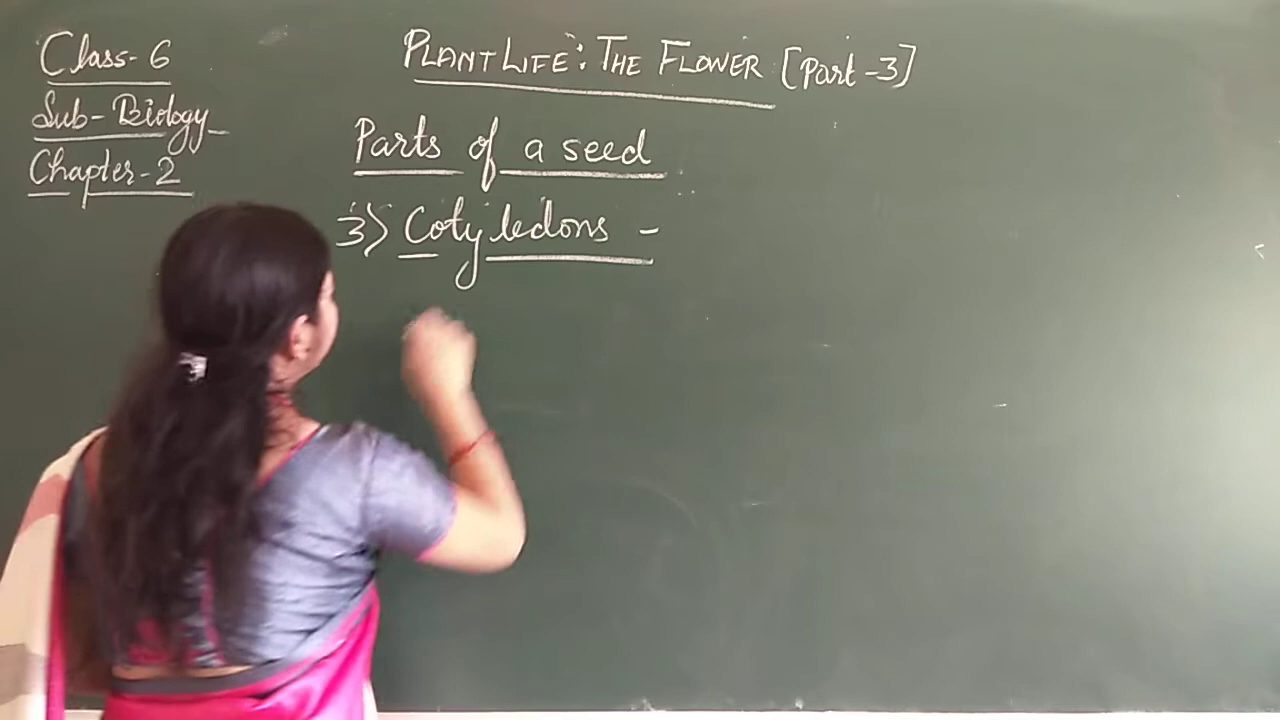 Class-6
Sub-Biology
Chapter-2
PLANT LIFE: THE FLOWER [Part-3]
Parts of a seed
3) Cotyledons -